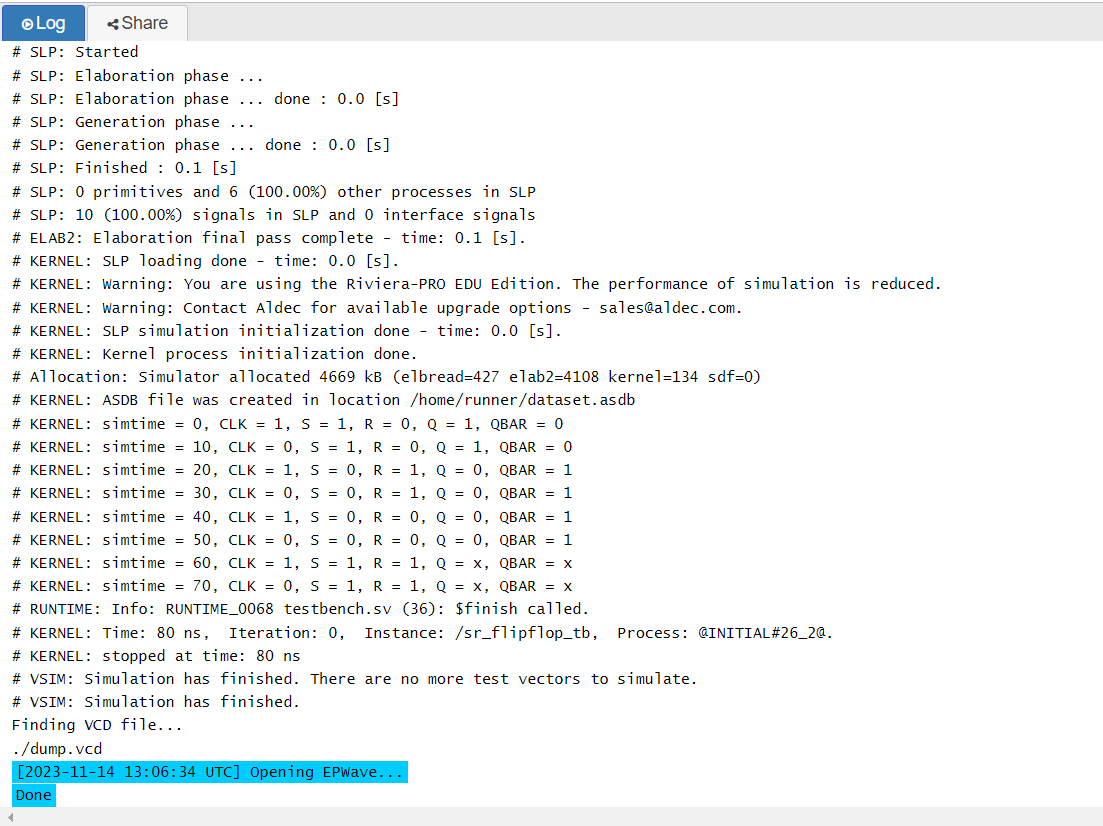 Log
Share
# SLP: Started
# SLP: Elaboration phase ...
# SLP: Elaboration phase ... done : 0.0 [s]
# SLP: Generation phase ...
# SLP: Generation phase ... done : 0.0 [s]
# SLP: Finished : 0.1 [s]
# SLP: 0 primitives and 6 (100.00%) other processes in SLP
# SLP: 10 (100.00%) signals in SLP and 0 interface signals
# ELAB2: Elaboration final pass complete - time: 0.1 [s].
# KERNEL: SLP loading done - time: 0.0 [s].
# KERNEL: Warning: You are using the Riviera-PRO EDU Edition. The performance of simulation is reduced.
# KERNEL: Warning: Contact Aldec for available upgrade options - sales@aldec.com.
# KERNEL: SLP simulation initialization done - time: 0.0 [s].
# KERNEL: Kernel process initialization done.
# Allocation: Simulator allocated 4669 kB (elbread=427 elab2=4108 kernel=134 sdf=0)
# KERNEL: ASDB file was created in location /home/runner/dataset.asdb
# KERNEL: simtime = 0, CLK = 1, S = 1, R = 0, Q = 1, QBAR = 0
# KERNEL: simtime = 10, CLK = 0, S = 1, R = 0, Q = 1, QBAR = 0
# KERNEL: simtime = 20, CLK = 1, S = 0, R = 1, Q = 0, QBAR = 1
# KERNEL: simtime = 30, CLK = 0, S = 0, R = 1, Q = 0, QBAR = 1
# KERNEL: simtime = 40, CLK = 1, S = 0, R = 0, Q = 0, QBAR = 1
# KERNEL: simtime = 50, CLK = 0, S = 0, R = 0, Q = 0, QBAR = 1
# KERNEL: simtime = 60, CLK = 1, S = 1, R = 1, Q = x, QBAR = x
# KERNEL: simtime = 70, CLK = 0, S = 1, R = 1, Q = x, QBAR = x
# RUNTIME: Info: RUNTIME_0068 testbench.sv (36): $finish called.
# KERNEL: Time: 80 ns,  Iteration: 0,  Instance: /sr_flipflop_tb,  Process: @INITIAL#26_2@.
# KERNEL: stopped at time: 80 ns
# VSIM: Simulation has finished. There are no more test vectors to simulate.
# VSIM: Simulation has finished.
Finding VCD file...
./dump.vcd
[2023-11-14 13:06:34 UTC] Opening EPWave...
Done